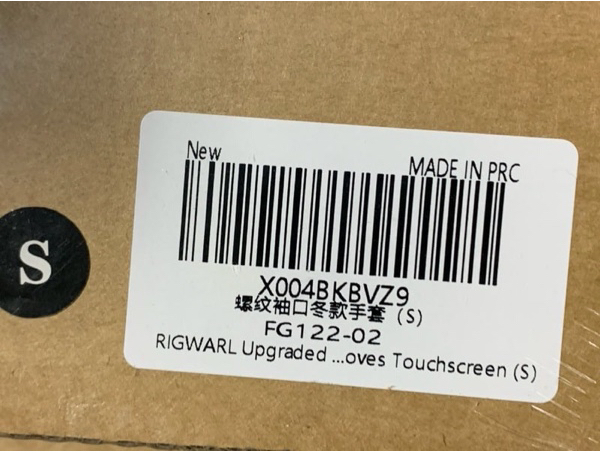 New
MADE IN PRC
S
X004BKBVZ9
螺纹袖口冬款手套 (S)
FG122-02
RIGWARL Upgraded ...oves Touchscreen (S)